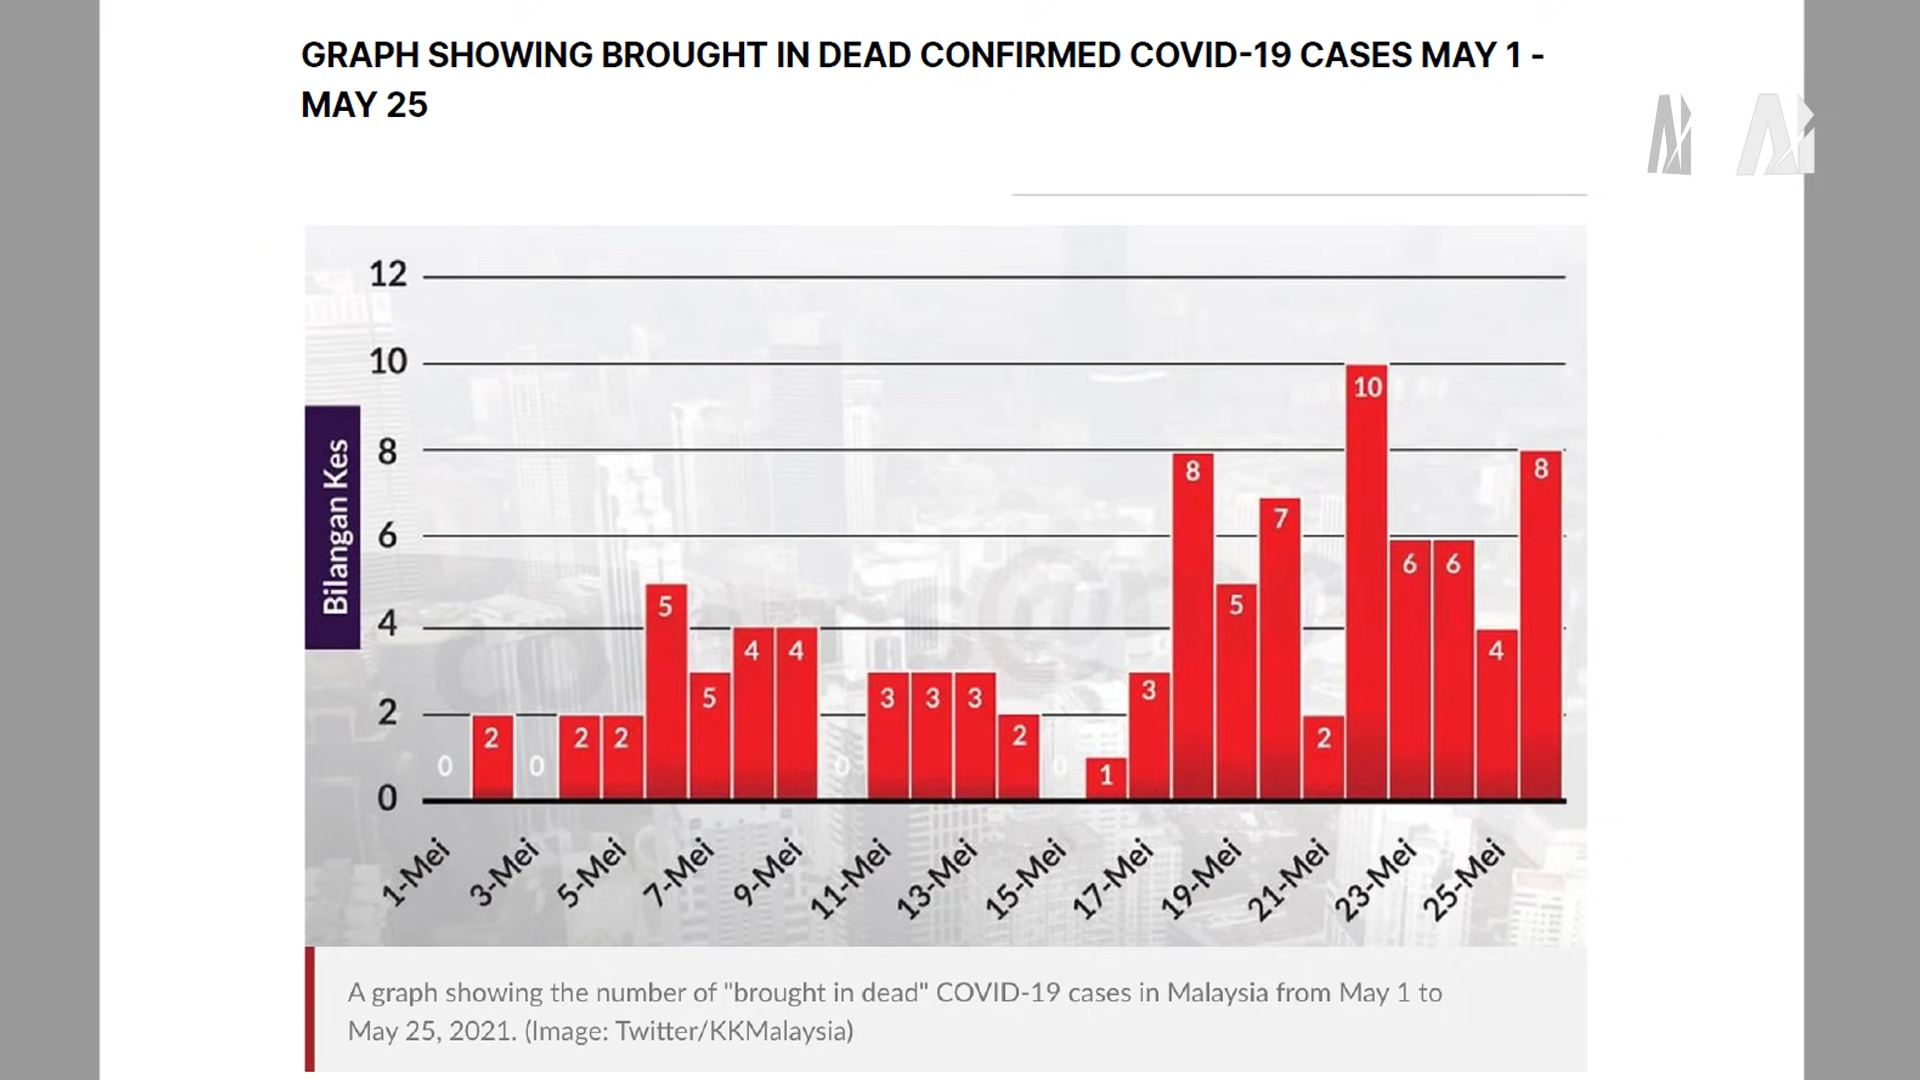 GRAPH SHOWING BROUGHT IN DEAD CONFIRMED COVID-19 CASES MAY 1 -
MAY 25
12
10
8
6
4
2
0
Bilangan Kes
0
2
0
2
2
5
5
4
4
0
3
3
3
2
0
1
3
8
5
7
2
10
6
6
4
8
1-Mei
3-Mei
5-Mei
7-Mei
9-Mei
11-Mei
13-Mei
15-Mei
17-Mei
19-Mei
21-Mei
23-Mei
25-Mei
A graph showing the number of "brought in dead" COVID-19 cases in Malaysia from May 1 to
May 25, 2021. (Image: Twitter/KKMalaysia)